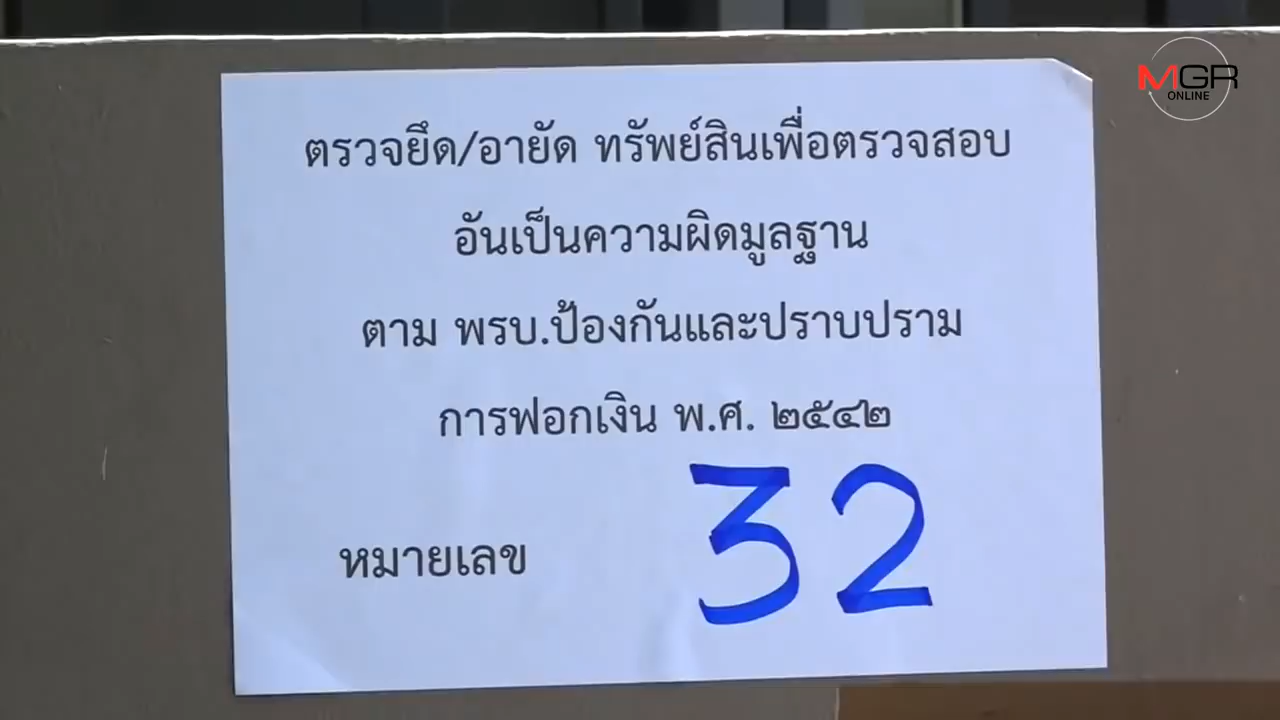 MGR
ONLINE
ตรวจยึด/อายัด ทรัพย์สินเพื่อตรวจสอบ
อันเป็นความผิดมูลฐาน
ตาม พรบ.ป้องกันและปราบปราม
การฟอกเงิน พ.ศ. ๒๕๔๒
หมายเลข 32